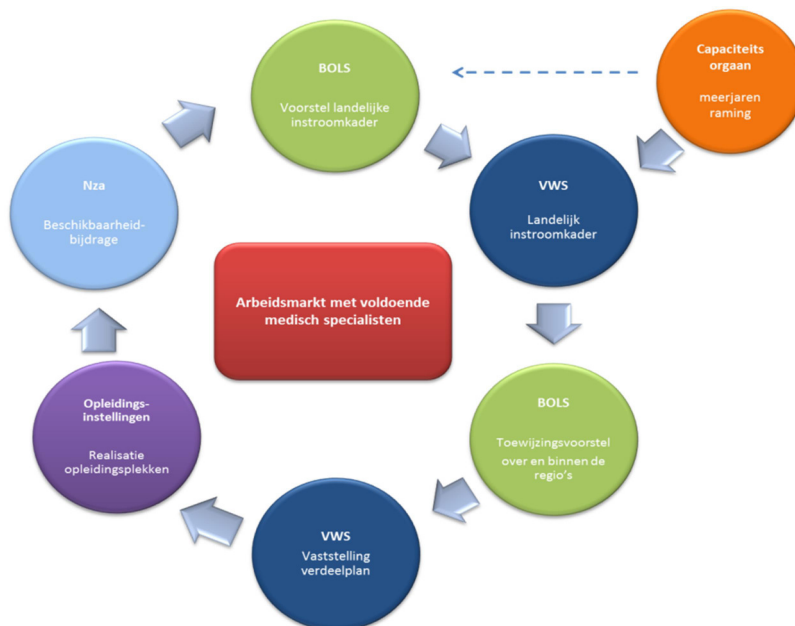 BOLS
Voorstel landelijke
instroomkader
Capaciteits
orgaan
meerjaren
raming
VWS
Landelijk
instroomkader
BOLS
Toewijzingsvoorstel
over en binnen de
regio's
VWS
Vaststelling
verdeelplan
Opleidings-
instellingen
Realisatie
opleidingsplekken
Nza
Beschikbaarheid-
bijdrage
Arbeidsmarkt met voldoende
medisch specialisten